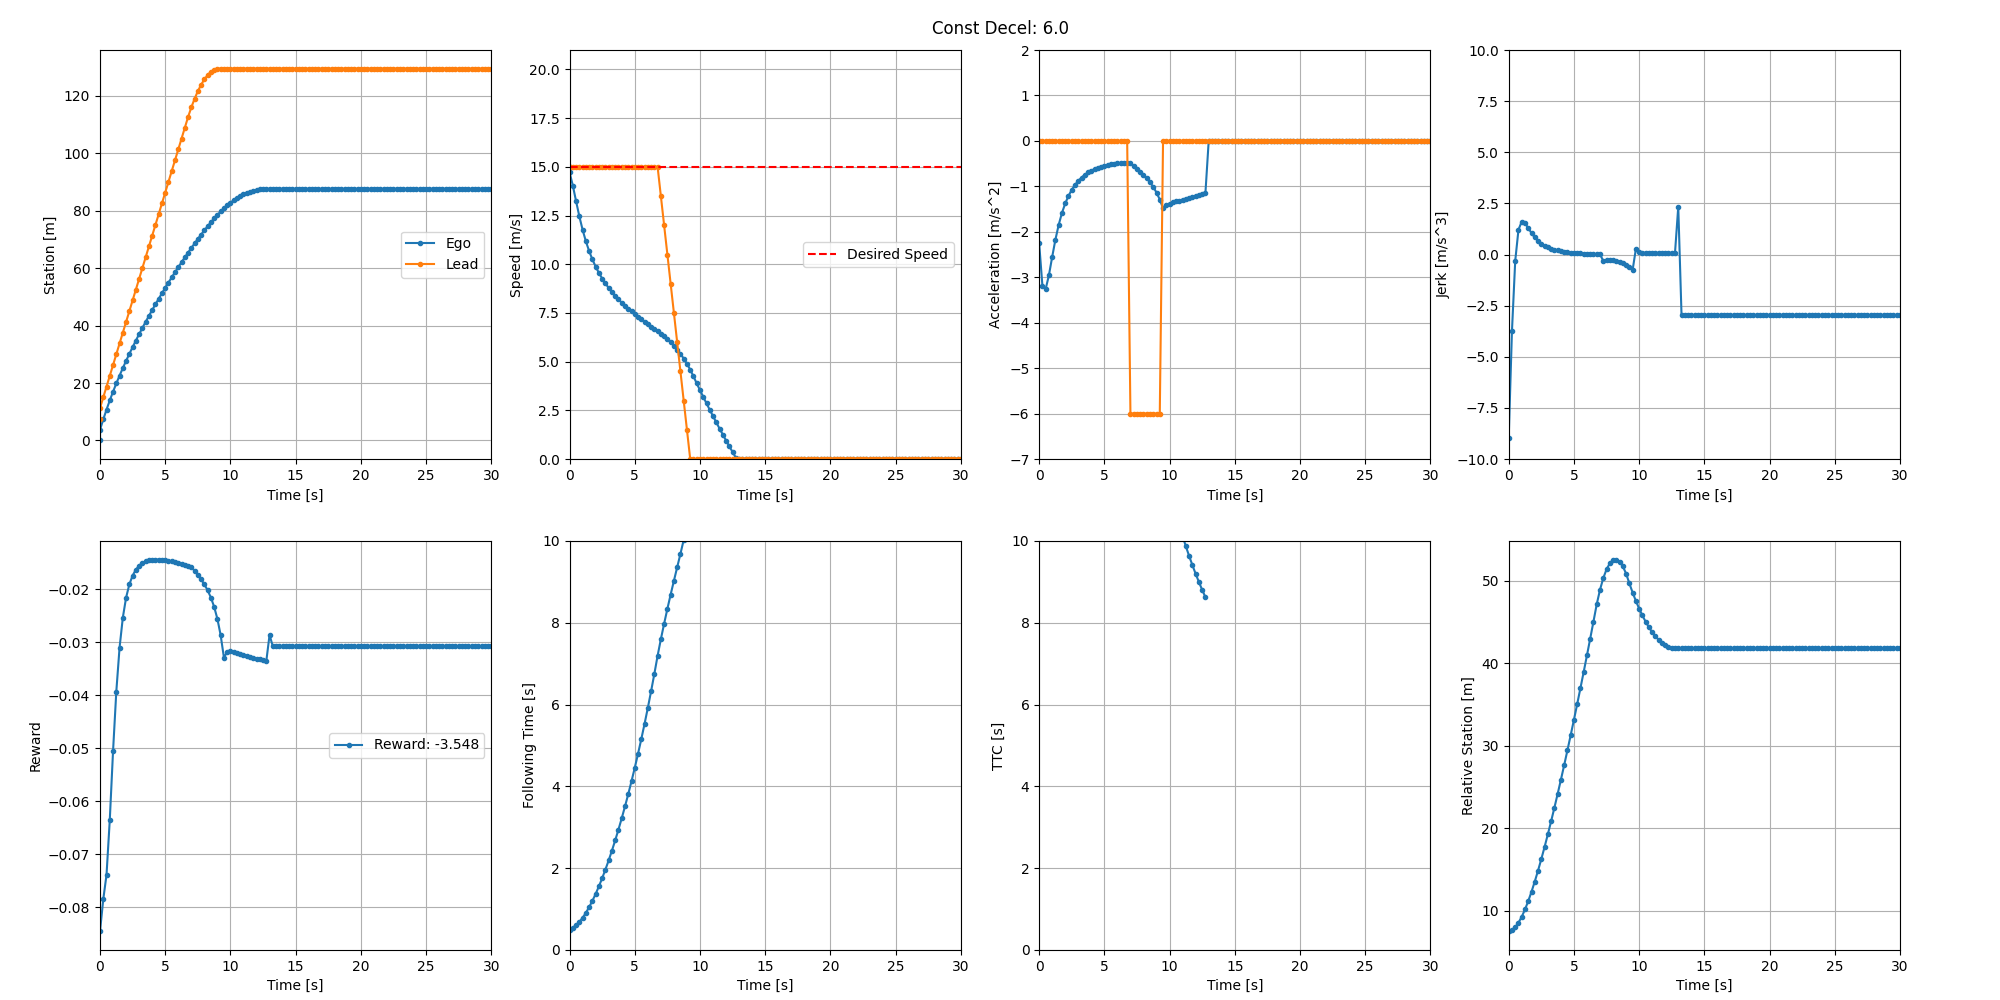 Const Decel: 6.0
Station [m]
120
100
80
60
40
20
0
0 5 10 15 20 25 30
Time [s]
Ego
Lead
Speed [m/s]
20.0
17.5
15.0
12.5
10.0
7.5
5.0
2.5
0.0
0 5 10 15 20 25 30
Time [s]
Desired Speed
Acceleration [m/s^2]
2
1
0
−1
−2
−3
−4
−5
−6
−7
0 5 10 15 20 25 30
Time [s]
Jerk [m/s^3]
10.0
7.5
5.0
2.5
0.0
−2.5
−5.0
−7.5
−10.0
0 5 10 15 20 25 30
Time [s]
Reward
−0.02
−0.03
−0.04
−0.05
−0.06
−0.07
−0.08
0 5 10 15 20 25 30
Time [s]
Reward: -3.548
Following Time [s]
10
8
6
4
2
0
0 5 10 15 20 25 30
Time [s]
TTC [s]
10
8
6
4
2
0
0 5 10 15 20 25 30
Time [s]
Relative Station [m]
50
40
30
20
10
0 5 10 15 20 25 30
Time [s]